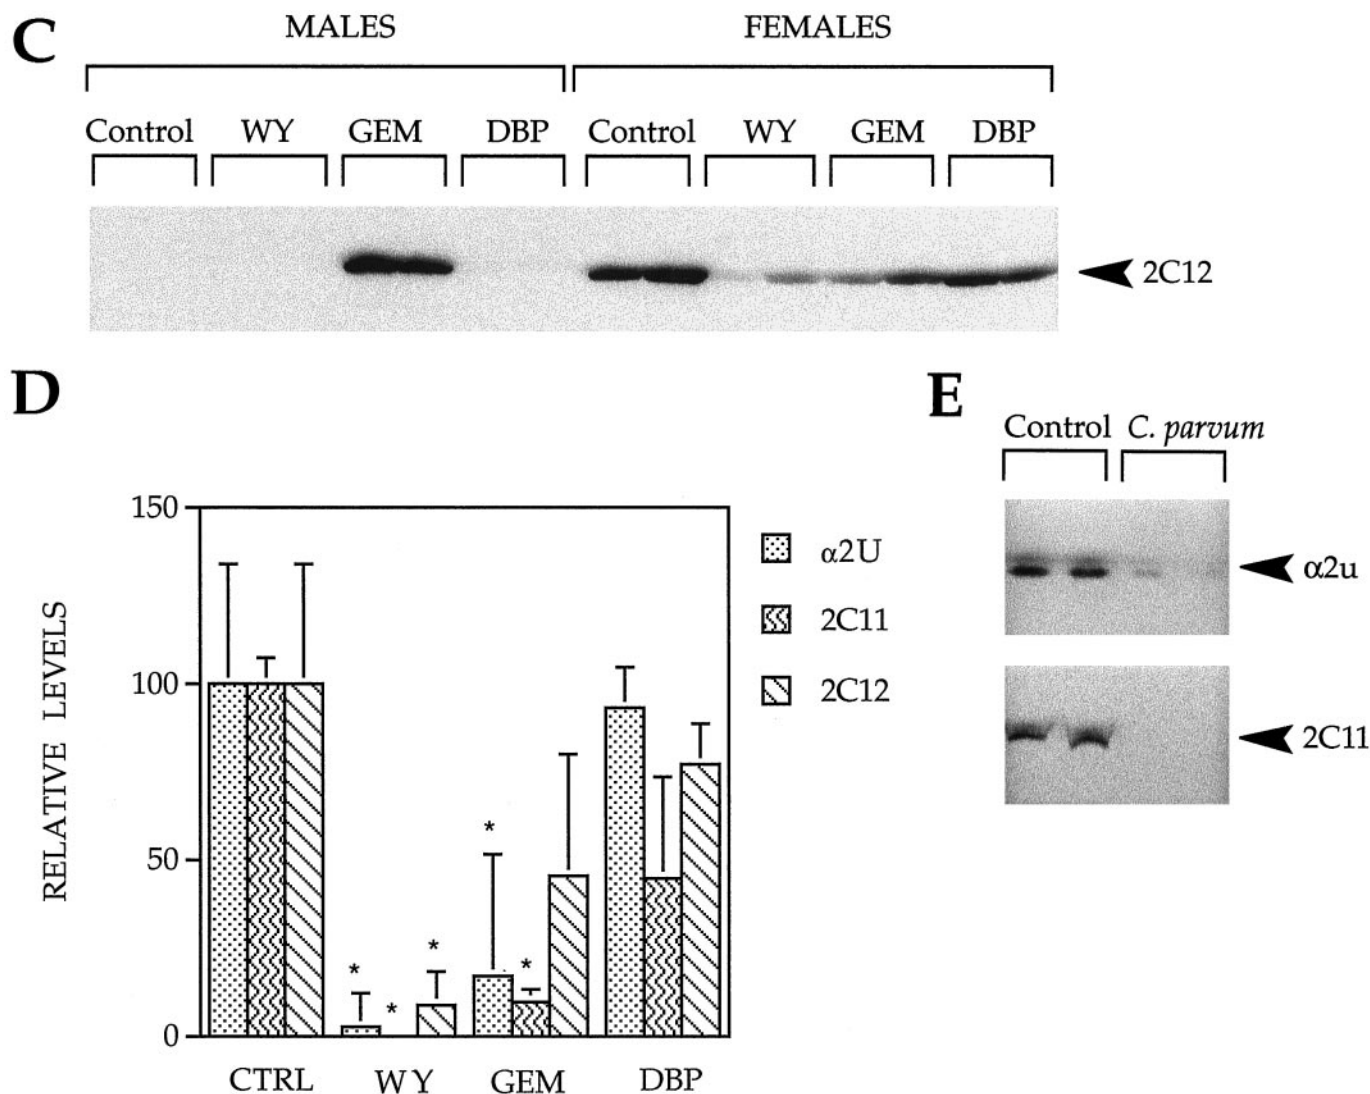 C
MALES FEMALES
Control WY GEM DBP Control WY GEM DBP
2C12
D
E
Control C. parvum
150
α2U
α2u
2C11
100
2C12
2C11
RELATIVE LEVELS
50
* * * * *
0
CTRL WY GEM DBP